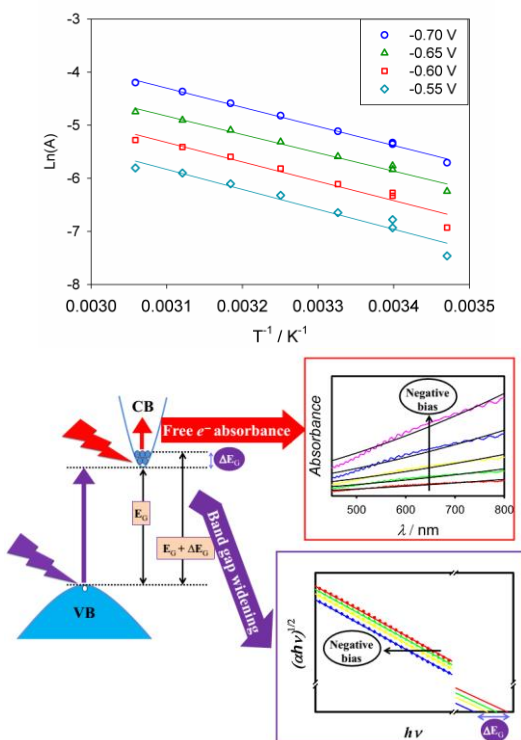 -0.70 V
-0.65 V
-0.60 V
-0.55 V
Ln(A)
-4
-5
-6
-7
-8
0.0030 0.0031 0.0032 0.0033 0.0034 0.0035
T⁻¹ / K⁻¹
CB
Free e⁻ absorbance
ΔE_G
E_G
E_G + ΔE_G
VB
Band gap widening
Absorbance
Negative
bias
500 600 700 800
λ / nm
(αhν)^1/2
Negative
bias
hν
ΔE_G